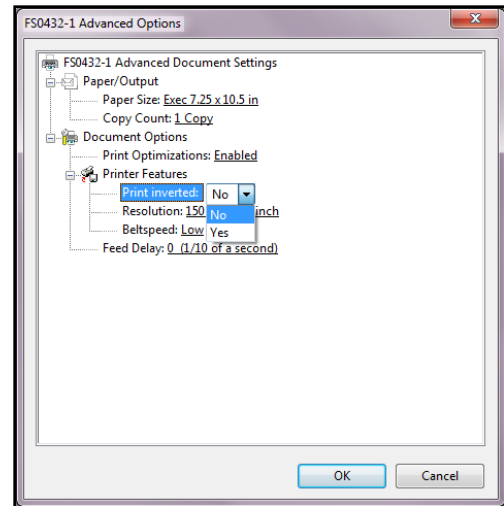 FS0432-1 Advanced Options
FS0432-1 Advanced Document Settings
Paper/Output
Paper Size: Exec 7.25 x 10.5 in
Copy Count: 1 Copy
Document Options
Print Optimizations: Enabled
Printer Features
Print inverted: No
Resolution: 150 inch
No
Beltspeed: Low
Yes
Feed Delay: 0 (1/10 of a second)
OK Cancel